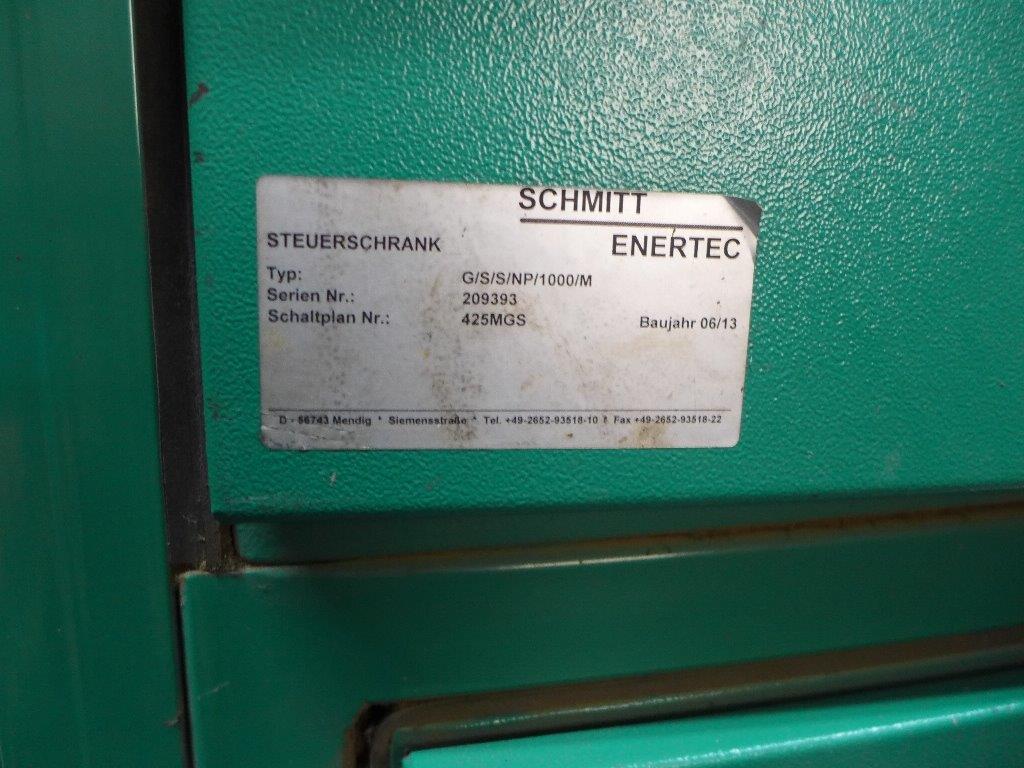 SCHMITT
STEUERSCHRANK ENERTEC
Typ: G/S/S/NP/1000/M
Serien Nr.: 209393
Schaltplan Nr.: 425MGS Baujahr 06/13
D - 56743 Mendig * Siemensstraße * Tel. +49-2652-93518-10 * Fax +49-2652-93518-22